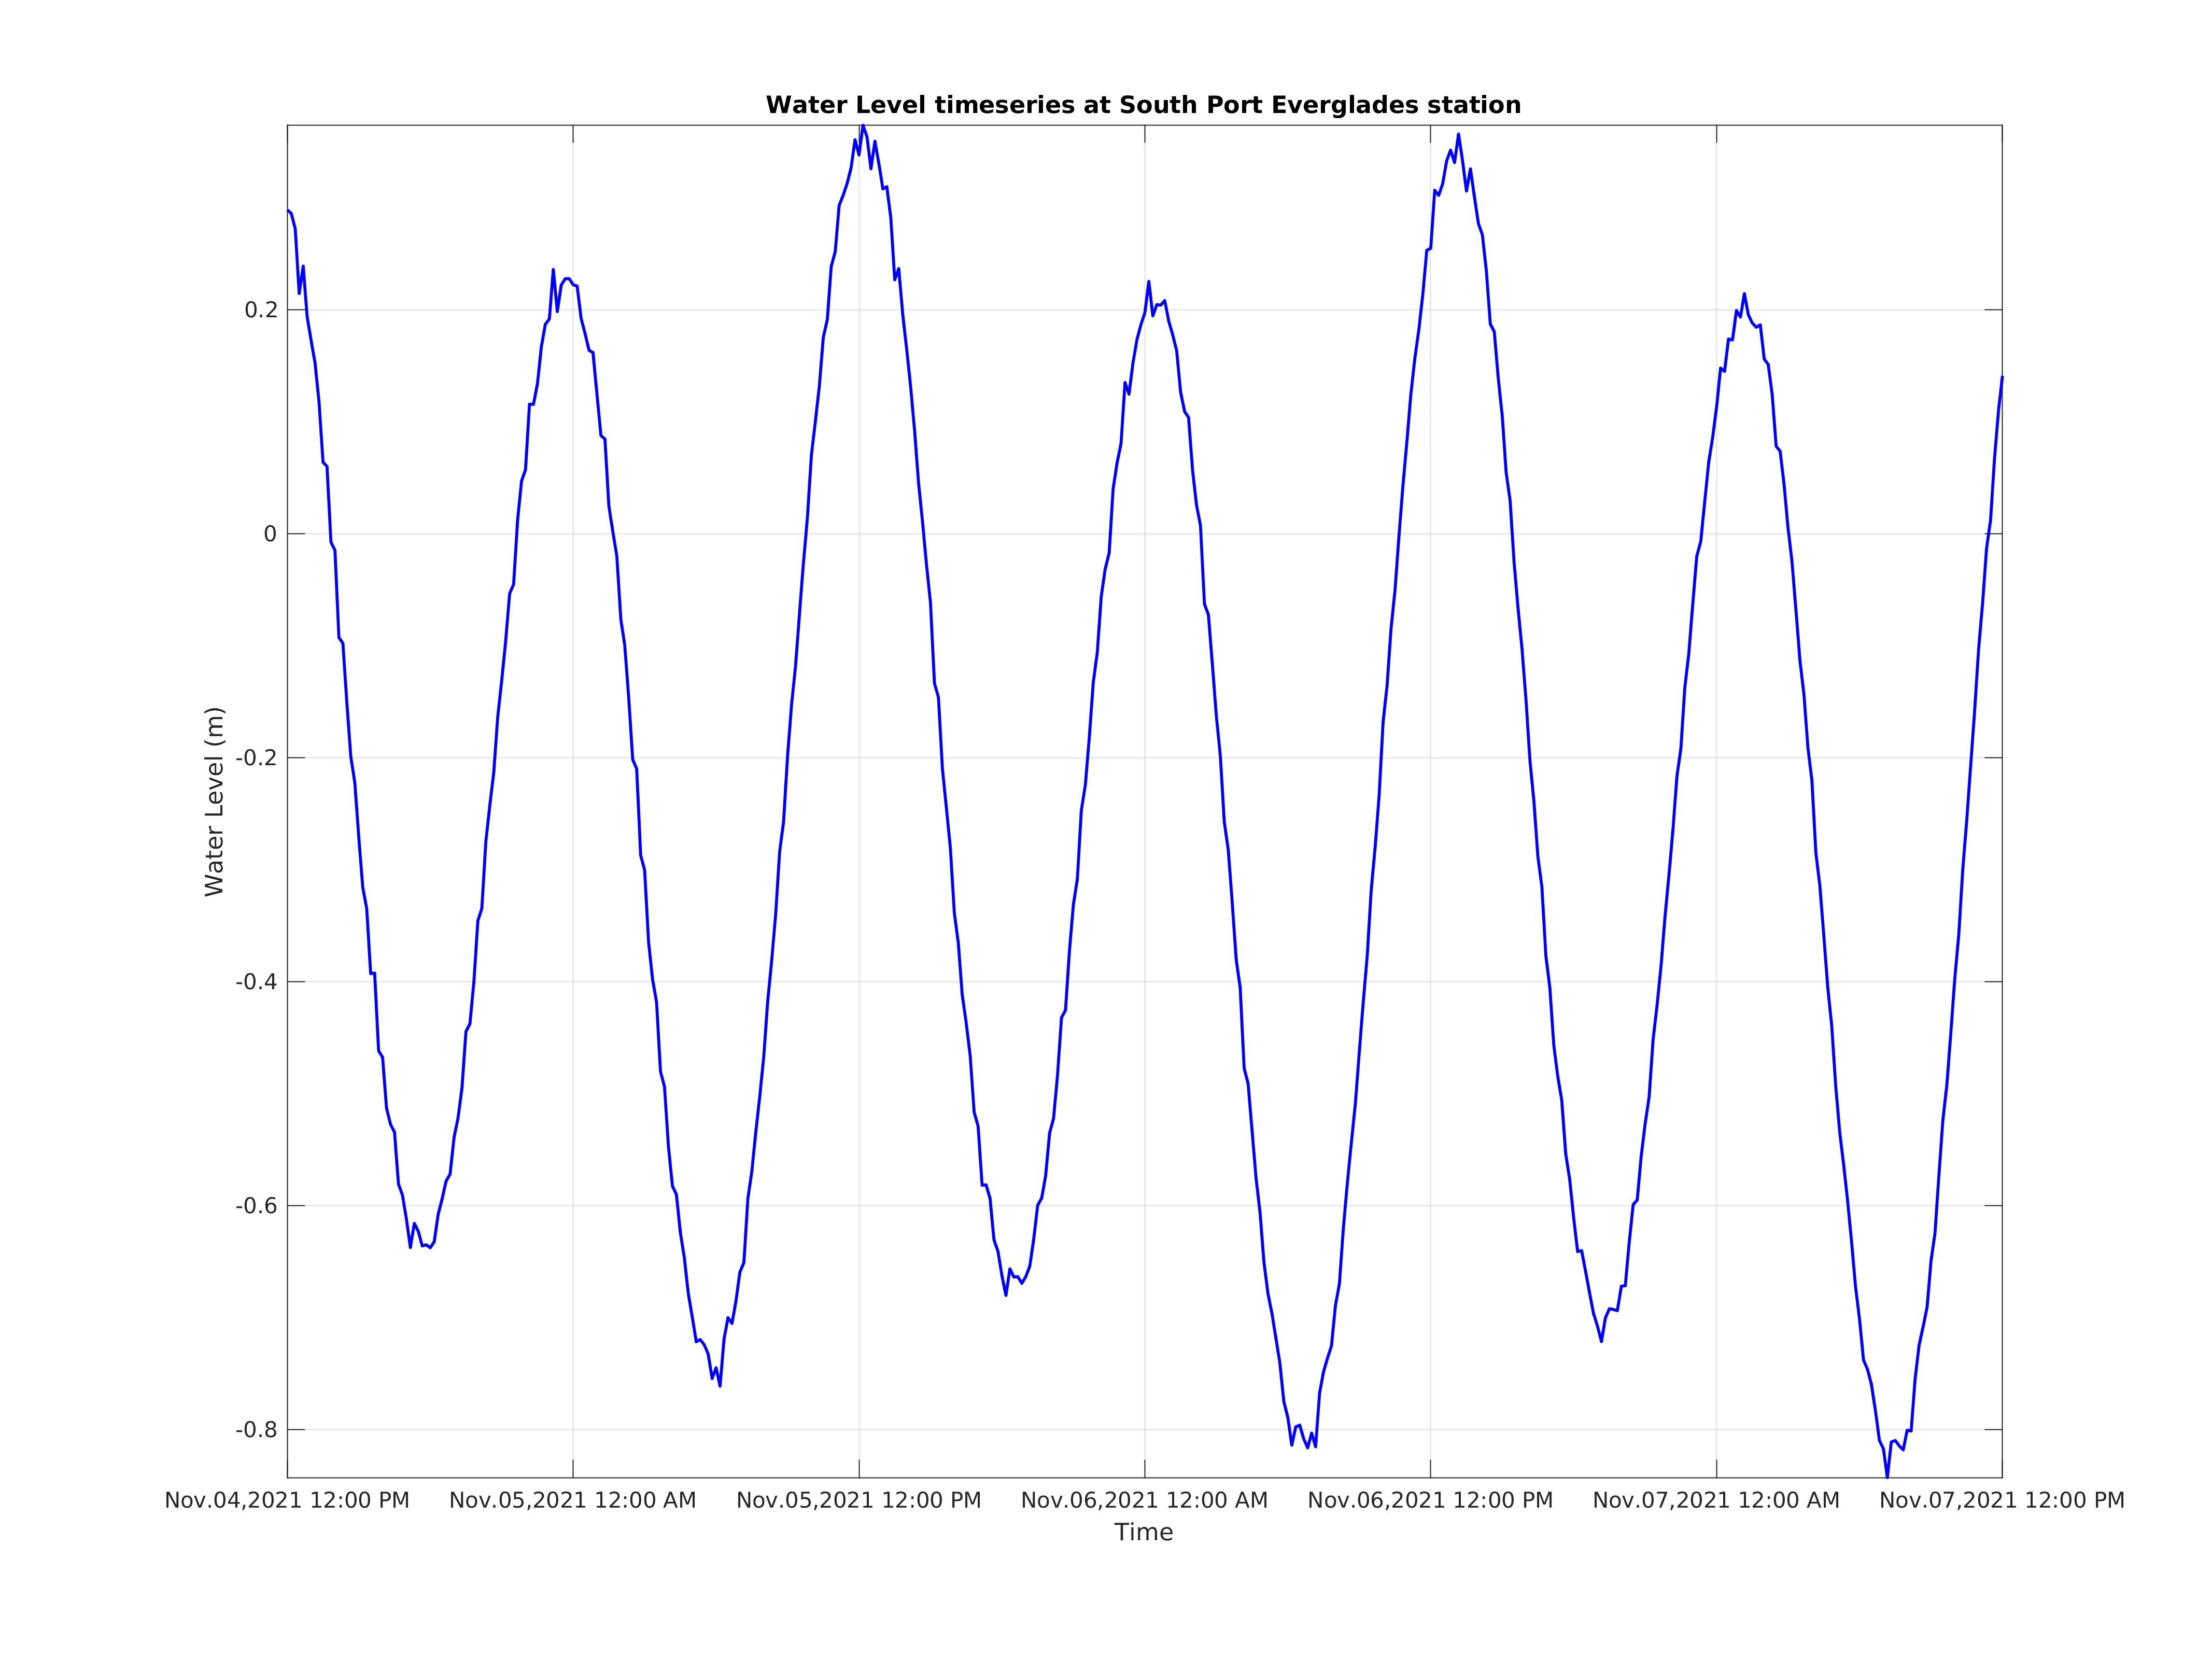 Water Level timeseries at South Port Everglades station
0.2
0
-0.2
-0.4
-0.6
-0.8
Water Level (m)
Nov.04,2021 12:00 PM Nov.05,2021 12:00 AM Nov.05,2021 12:00 PM Nov.06,2021 12:00 AM Nov.06,2021 12:00 PM Nov.07,2021 12:00 AM Nov.07,2021 12:00 PM
Time